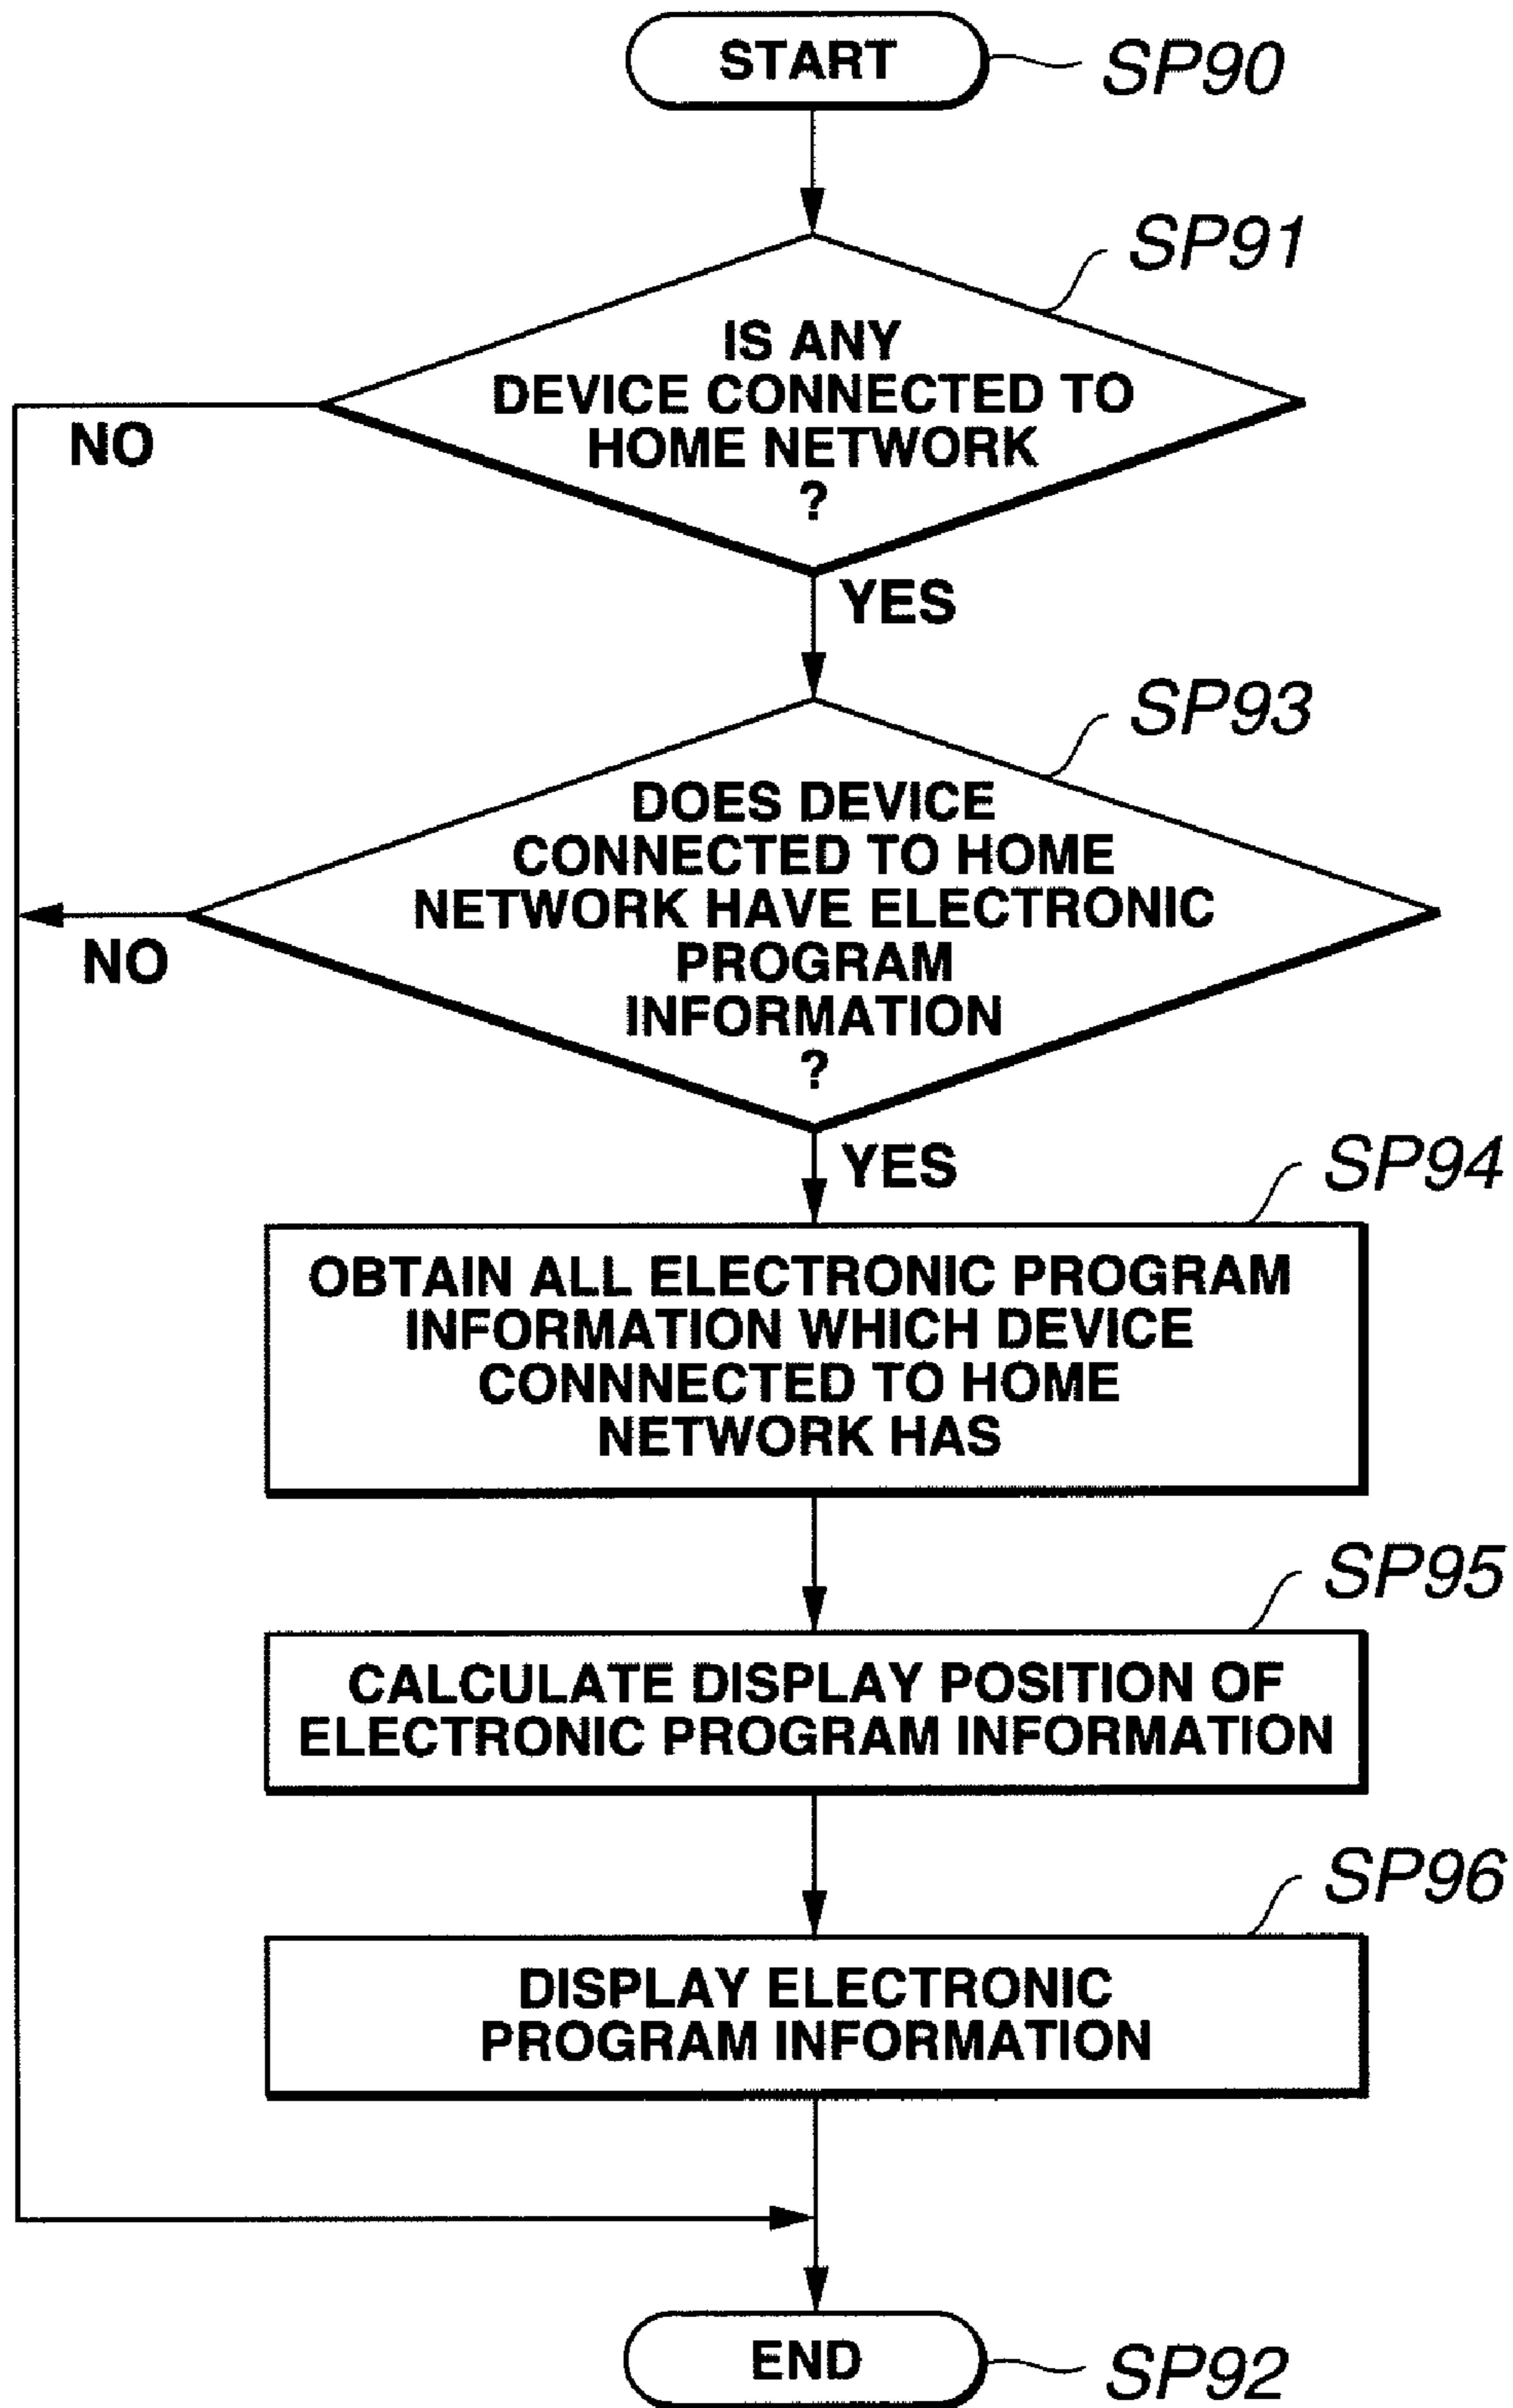 START
SP90
SP91
IS ANY
DEVICE CONNECTED TO
HOME NETWORK
?
NO
YES
SP93
DOES DEVICE
CONNECTED TO HOME
NETWORK HAVE ELECTRONIC
PROGRAM
INFORMATION
?
NO
YES
SP94
OBTAIN ALL ELECTRONIC PROGRAM
INFORMATION WHICH DEVICE
CONNNECTED TO HOME
NETWORK HAS
SP95
CALCULATE DISPLAY POSITION OF
ELECTRONIC PROGRAM INFORMATION
SP96
DISPLAY ELECTRONIC
PROGRAM INFORMATION
END
SP92